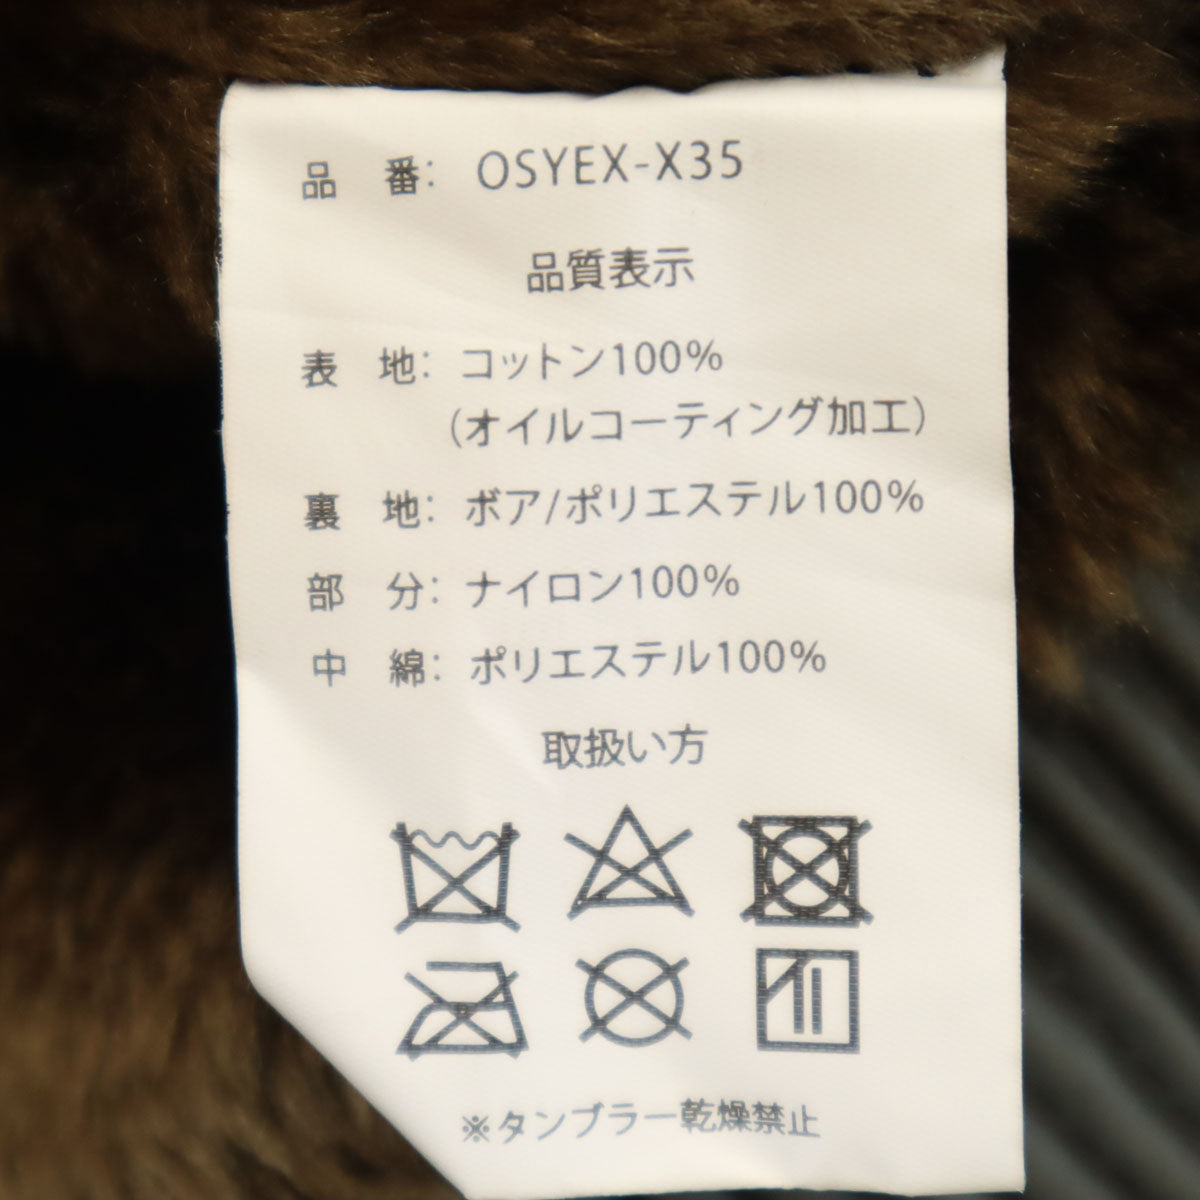 品 番: OSYEX-X35
品質表示
表 地: コットン100%
(オイルコーティング加工)
裏 地: ボア/ポリエステル100%
部 分: ナイロン100%
中 綿: ポリエステル100%
取扱い方
※タンブラー乾燥禁止